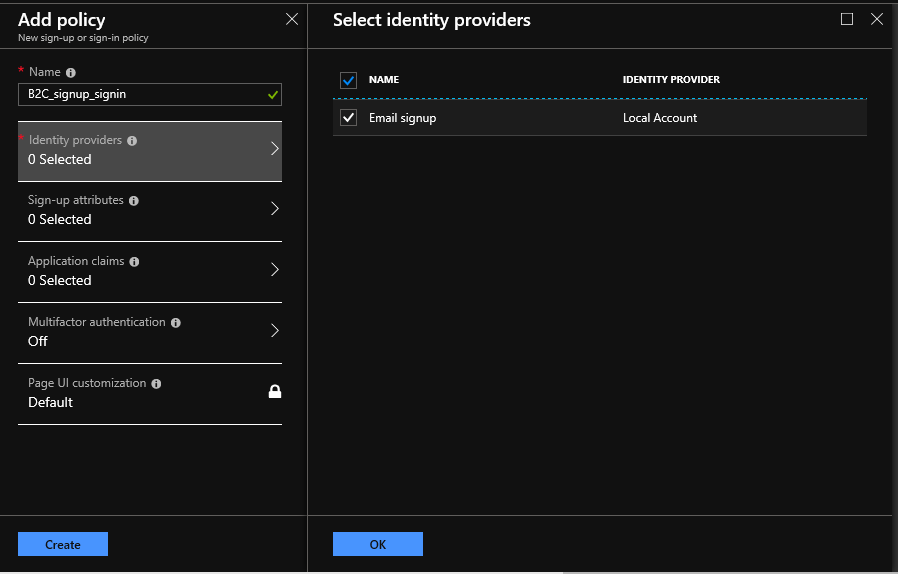 Add policy
New sign-up or sign-in policy
* Name
B2C_signup_signin
* Identity providers
0 Selected
Sign-up attributes
0 Selected
Application claims
0 Selected
Multifactor authentication
Off
Page UI customization
Default
Create
Select identity providers
NAME IDENTITY PROVIDER
Email signup Local Account
OK